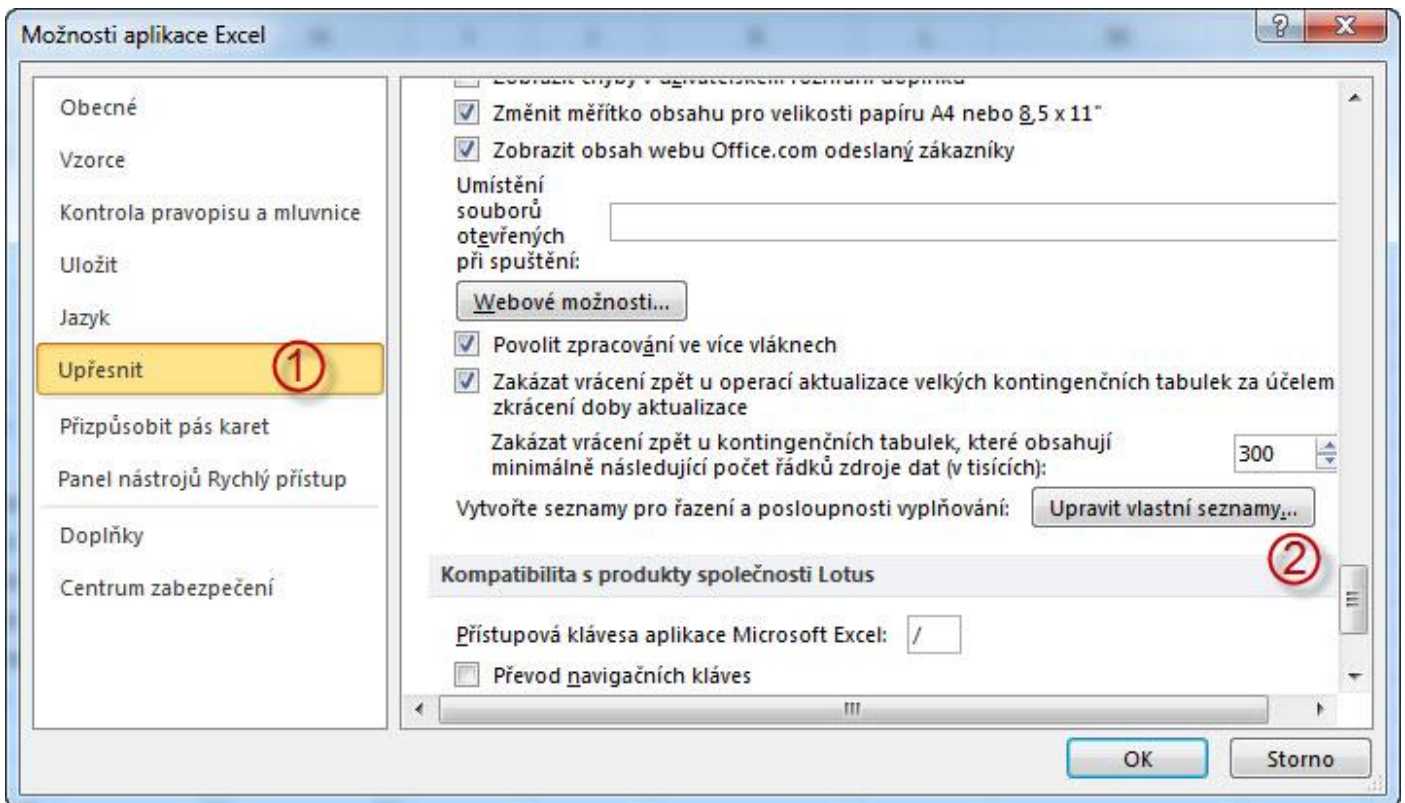 Možnosti aplikace Excel
Obecné
Vzorce
Kontrola pravopisu a mluvnice
Uložit
Jazyk
Upřesnit
1
Přizpůsobit pás karet
Panel nástrojů Rychlý přístup
Doplňky
Centrum zabezpečení
Zobrazit chyby v uživatelském rozhraní doplňku
Změnit měřítko obsahu pro velikosti papíru A4 nebo 8,5 x 11"
Zobrazit obsah webu Office.com odeslaný zákazníky
Umístění
souborů
otevřených
při spuštění:
Webové možnosti...
Povolit zpracování ve více vláknech
Zakázat vrácení zpět u operací aktualizace velkých kontingenčních tabulek za účelem
zkrácení doby aktualizace
Zakázat vrácení zpět u kontingenčních tabulek, které obsahují
minimálně následující počet řádků zdroje dat (v tisících):
300
Vytvořte seznamy pro řazení a posloupnosti vyplňování:
Upravit vlastní seznamy...
2
Kompatibilita s produkty společnosti Lotus
Přístupová klávesa aplikace Microsoft Excel:
/
Převod navigačních kláves
OK
Storno